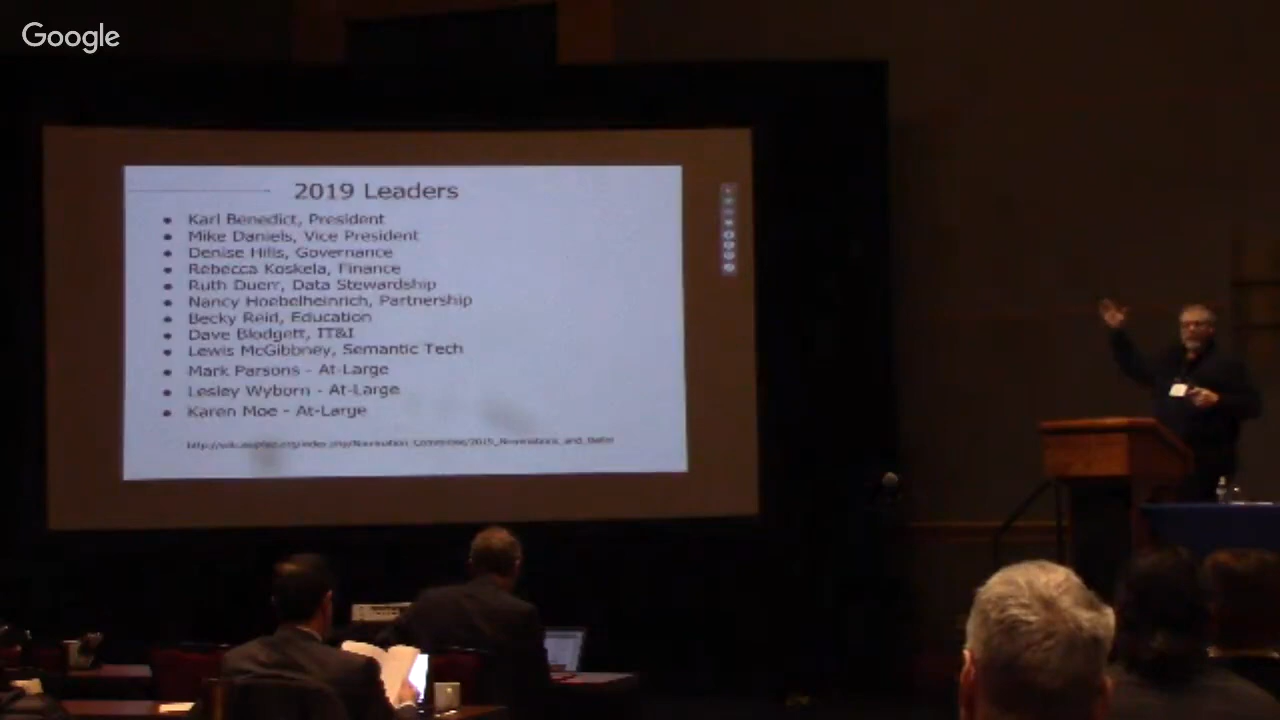 Google
2019 Leaders
Karl Benedict, President
Mike Daniels, Vice President
Denise Hills, Governance
Rebecca Koskela, Finance
Ruth Duerr, Data Stewardship
Nancy Hoebelheinrich, Partnership
Becky Reid, Education
Dave Blodgett, IT&I
Lewis McGibbney, Semantic Tech
Mark Parsons - At-Large
Lesley Wyborn - At-Large
Karen Moe - At-Large